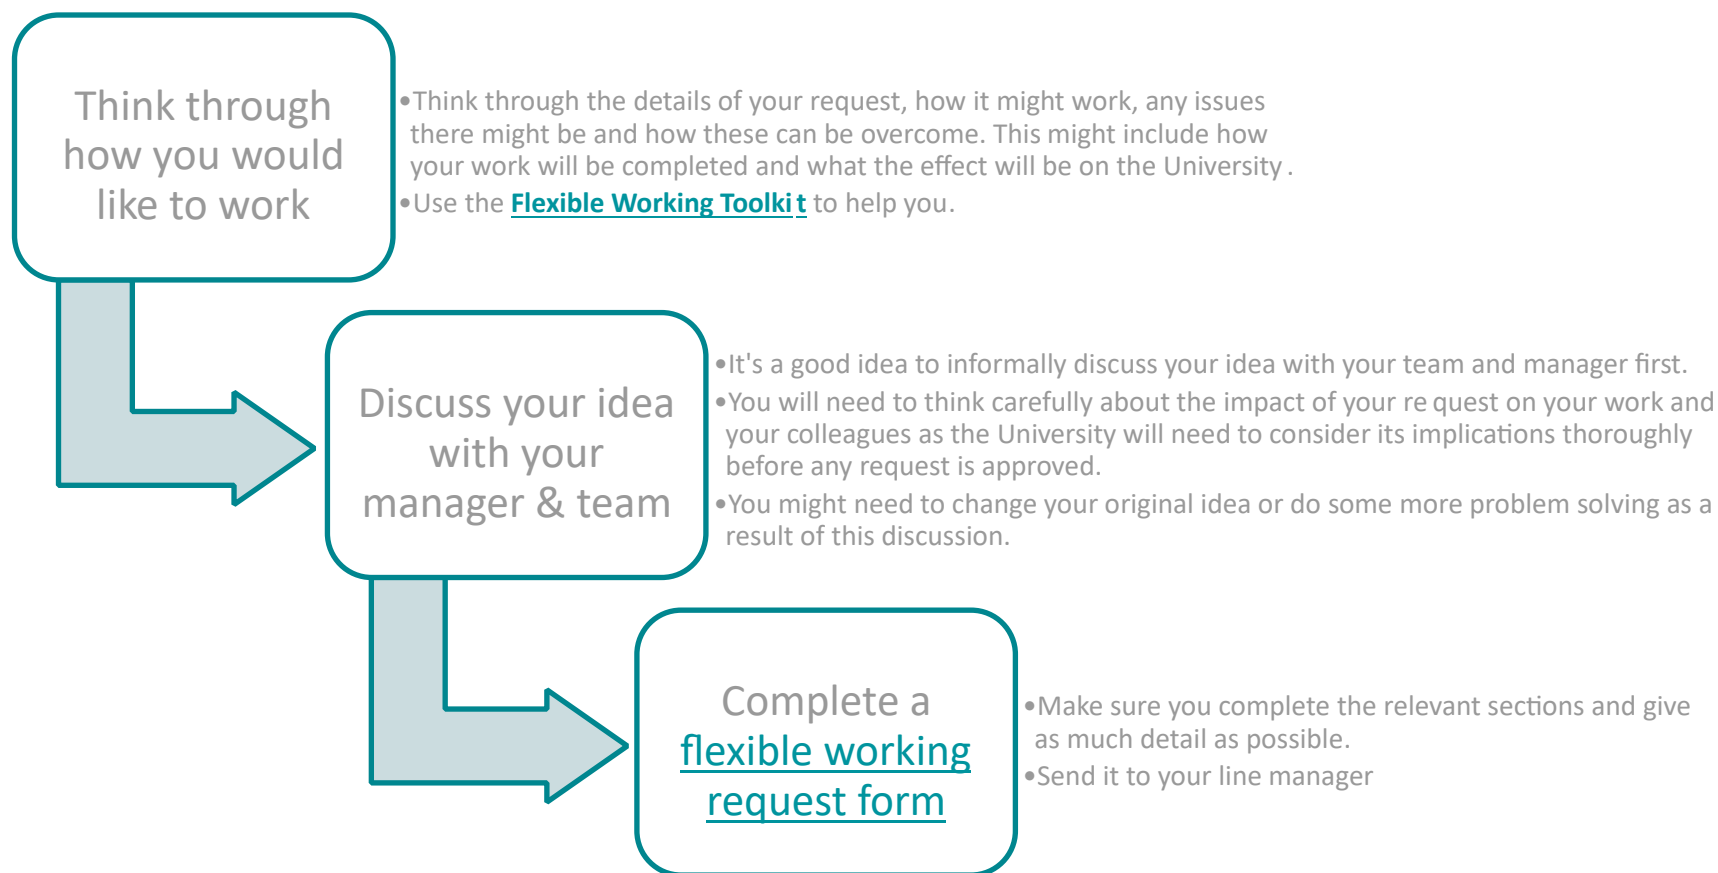 Think through
how you would
like to work
•Think through the details of your request, how it might work, any issues
there might be and how these can be overcome. This might include how
your work will be completed and what the effect will be on the University .
•Use the Flexible Working Toolkit to help you.
Discuss your idea
with your
manager & team
•It's a good idea to informally discuss your idea with your team and manager first.
•You will need to think carefully about the impact of your re quest on your work and
your colleagues as the University will need to consider its implications thoroughly
before any request is approved.
•You might need to change your original idea or do some more problem solving as a
result of this discussion.
Complete a
flexible working
request form
•Make sure you complete the relevant sections and give
as much detail as possible.
•Send it to your line manager